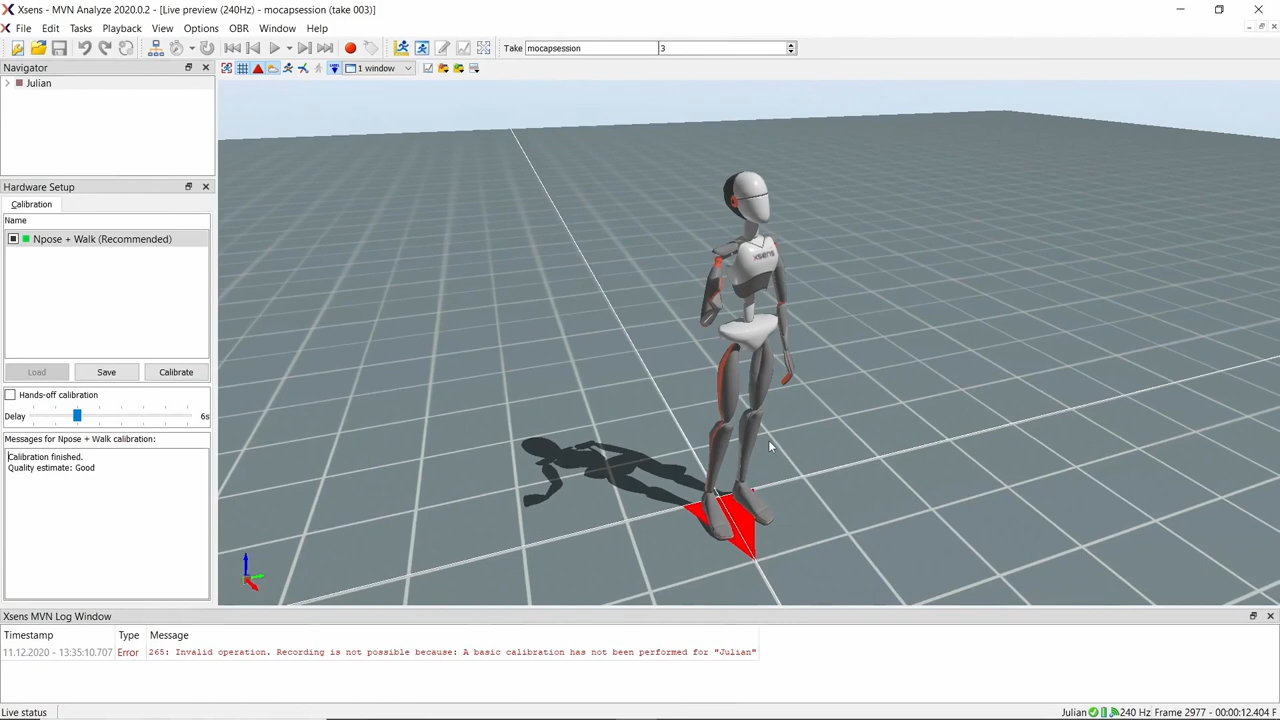 Xsens - MVN Analyze 2020.0.2 - [Live preview (240Hz) - mocapsession (take 003)]
File Edit Tasks Playback View Options OBR Window Help
Take mocapsession 3
Navigator
1 window
Julian
Hardware Setup
Calibration
Name
Npose + Walk (Recommended)
xsens
Load Save Calibrate
Hands-off calibration
Delay 6s
Messages for Npose + Walk calibration:
Calibration finished.
Quality estimate: Good
Xsens MVN Log Window
Timestamp Type Message
11.12.2020 - 13:35:10.707 Error 265: Invalid operation. Recording is not possible because: A basic calibration has not been performed for "Julian"
Live status Julian 240 Hz Frame 2977 - 00:00:12.404 F